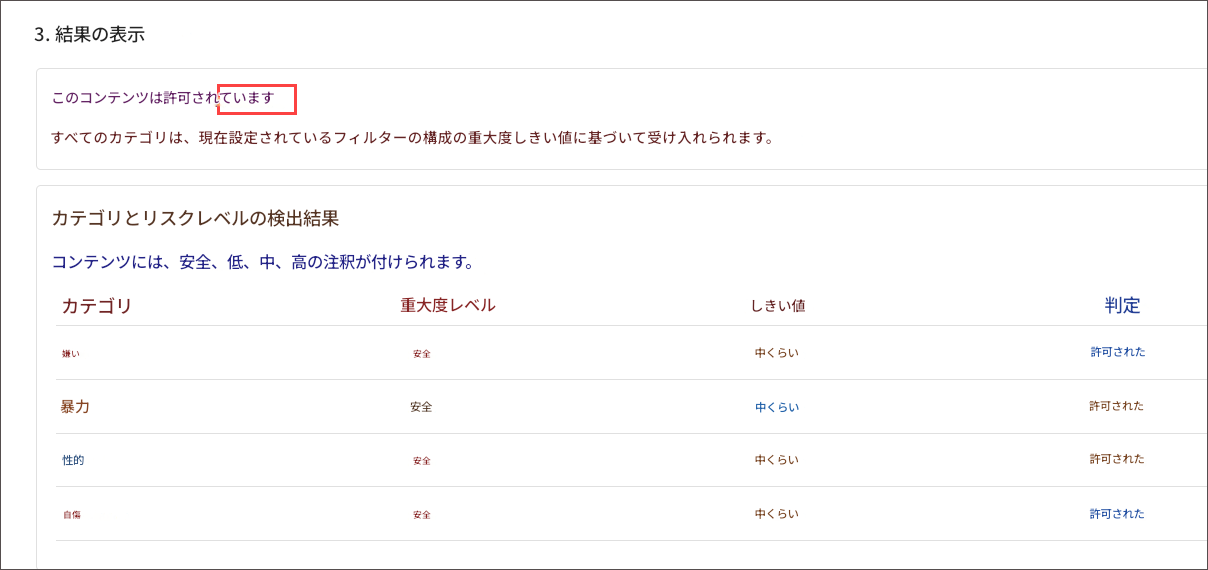 3. 結果の表示
このコンテンツは許可されています
すべてのカテゴリは、現在設定されているフィルターの構成の重大度しきい値に基づいて受け入れられます。
カテゴリとリスクレベルの検出結果
コンテンツには、安全、低、中、高の注釈が付けられます。
カテゴリ 重大度レベル しきい値 判定
嫌い 安全 中くらい 許可された
暴力 安全 中くらい 許可された
性的 安全 中くらい 許可された
自傷 安全 中くらい 許可された